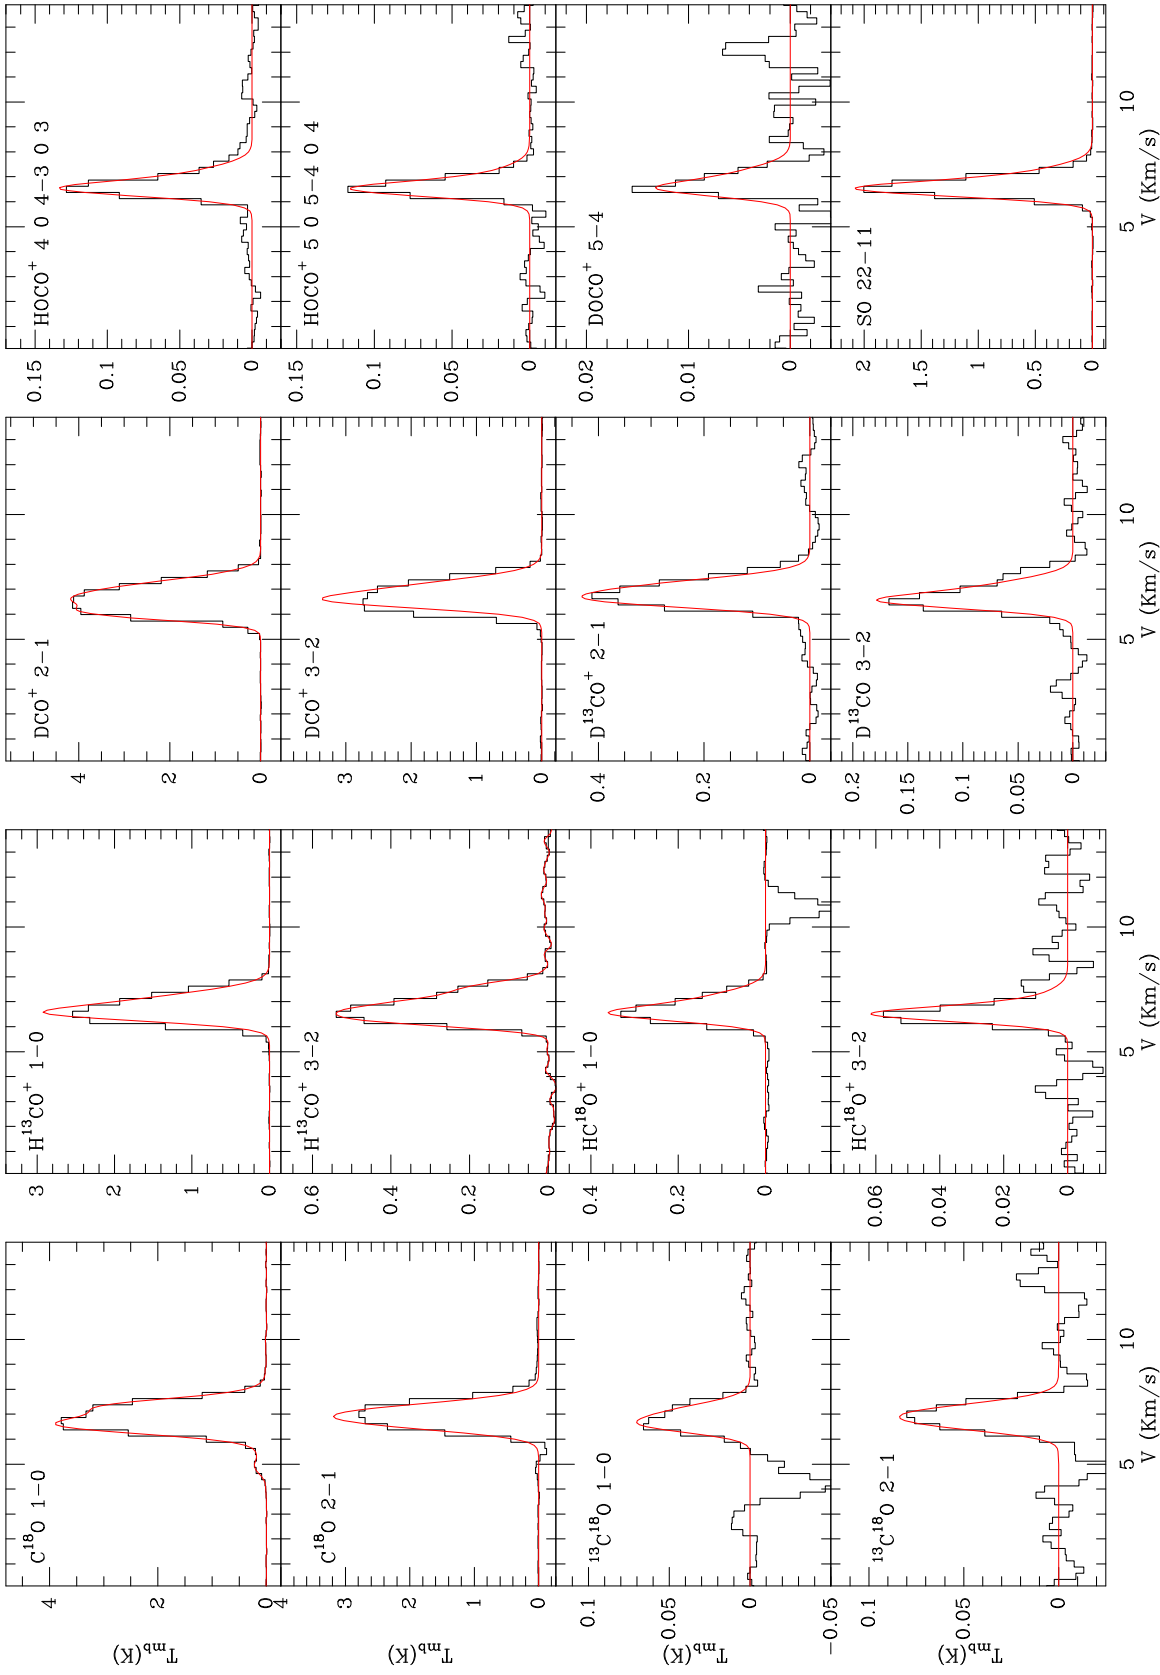 C¹⁸O 1−0
4
2
0
T_mb(K)
H¹³CO⁺ 1−0
3
2
1
0
DCO⁺ 2−1
4
2
0
HOCO⁺ 4 0 4−3 0 3
0.15
0.1
0.05
0
C¹⁸O 2−1
4
3
2
1
0
T_mb(K)
H¹³CO⁺ 3−2
0.6
0.4
0.2
0
DCO⁺ 3−2
3
2
1
0
HOCO⁺ 5 0 5−4 0 4
0.15
0.1
0.05
0
¹³C¹⁸O 1−0
0.1
0.05
0
−0.05
T_mb(K)
HC¹⁸O⁺ 1−0
0.4
0.2
0
D¹³CO⁺ 2−1
0.4
0.2
0
DOCO⁺ 5−4
0.02
0.01
0
¹³C¹⁸O 2−1
0.1
0.05
0
T_mb(K)
HC¹⁸O⁺ 3−2
0.06
0.04
0.02
0
D¹³CO 3−2
0.2
0.15
0.1
0.05
0
SO 22−11
2
1.5
1
0.5
0
5 10
V (Km/s)
5 10
V (Km/s)
5 10
V (Km/s)
5 10
V (Km/s)